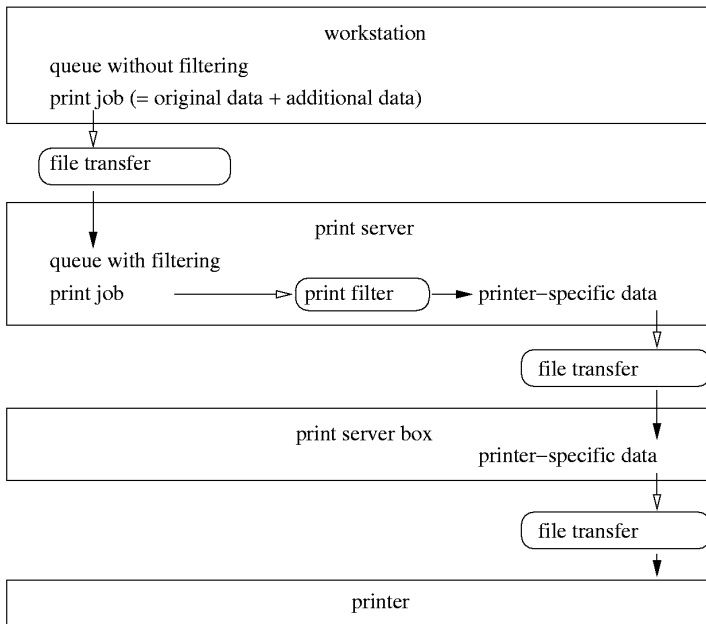 workstation
queue without filtering
print job (= original data + additional data)
file transfer
print server
queue with filtering
print job
print filter
printer−specific data
file transfer
print server box
printer−specific data
file transfer
printer